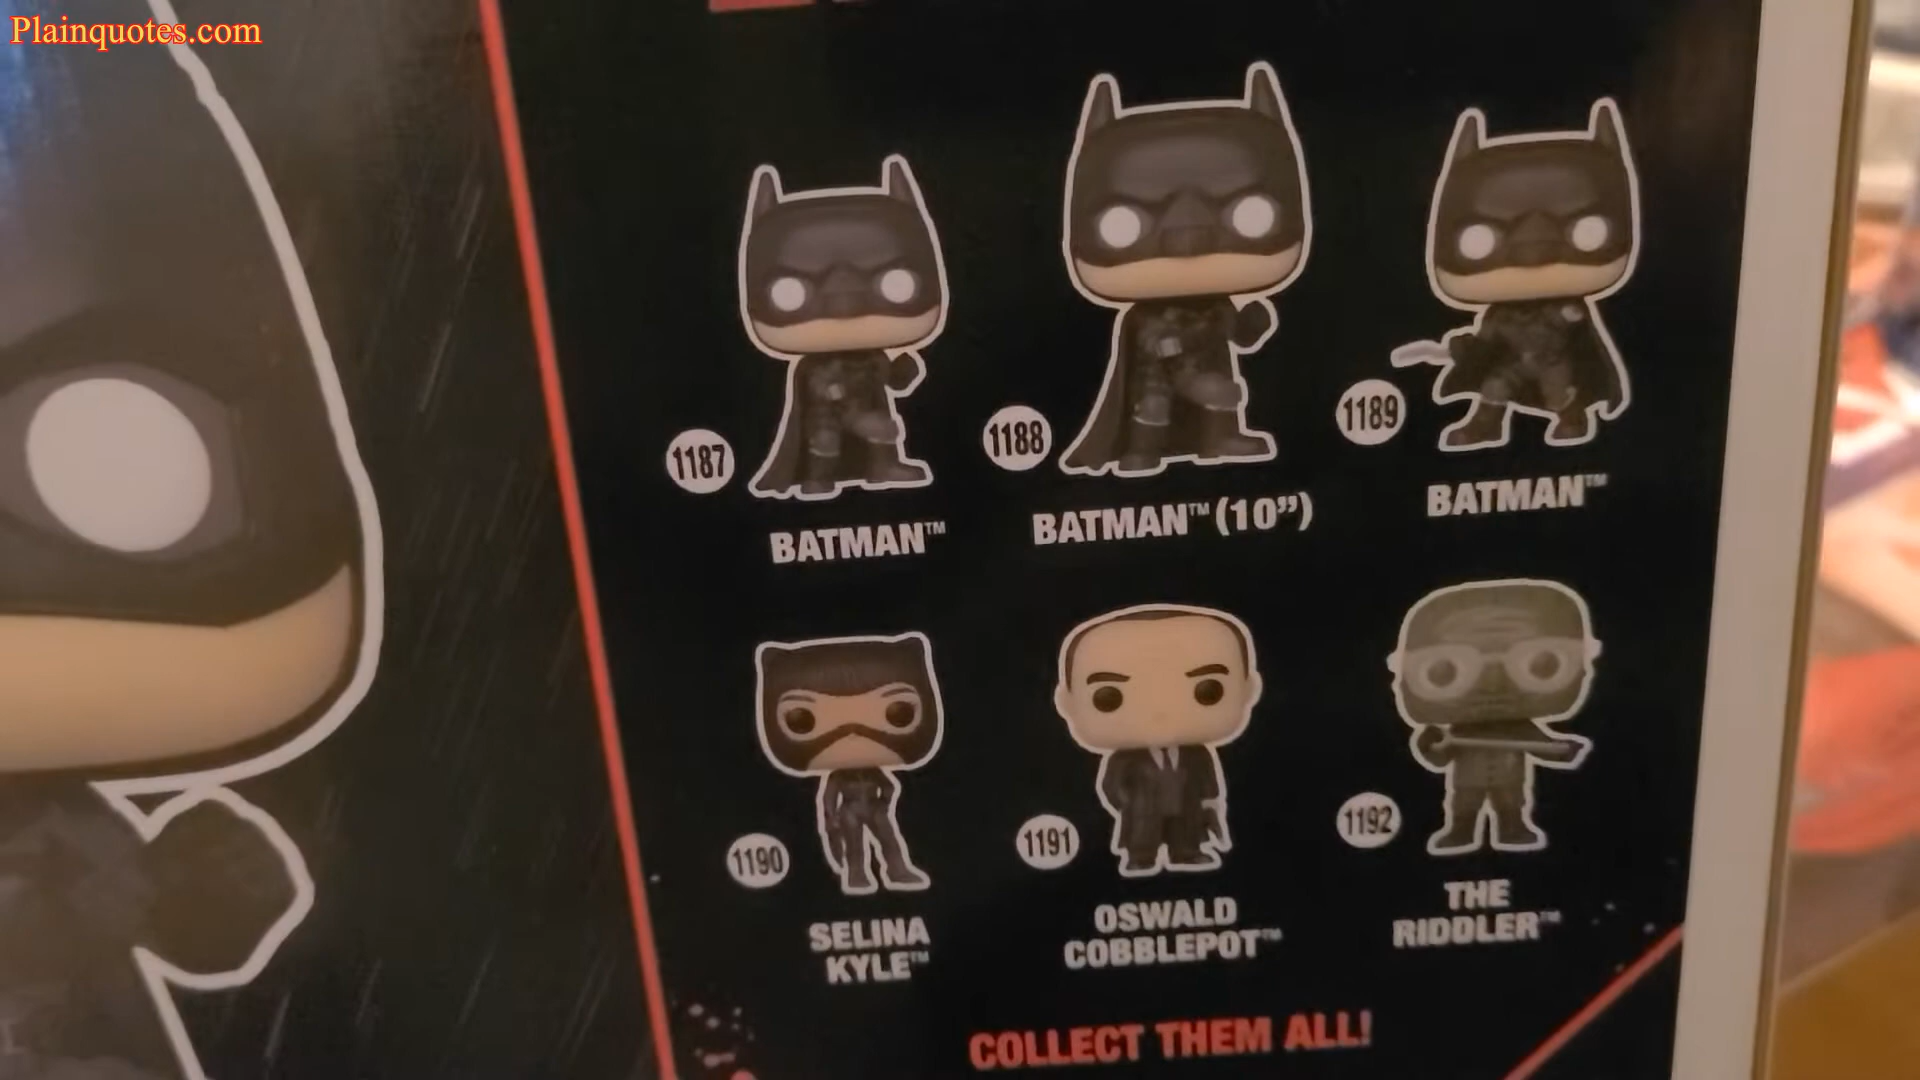 Plainquotes.com
1187
BATMAN™
1188
BATMAN™ (10”)
1189
BATMAN™
1190
SELINA
KYLE™
1191
OSWALD
COBBLEPOT™
1192
THE
RIDDLER™
COLLECT THEM ALL!